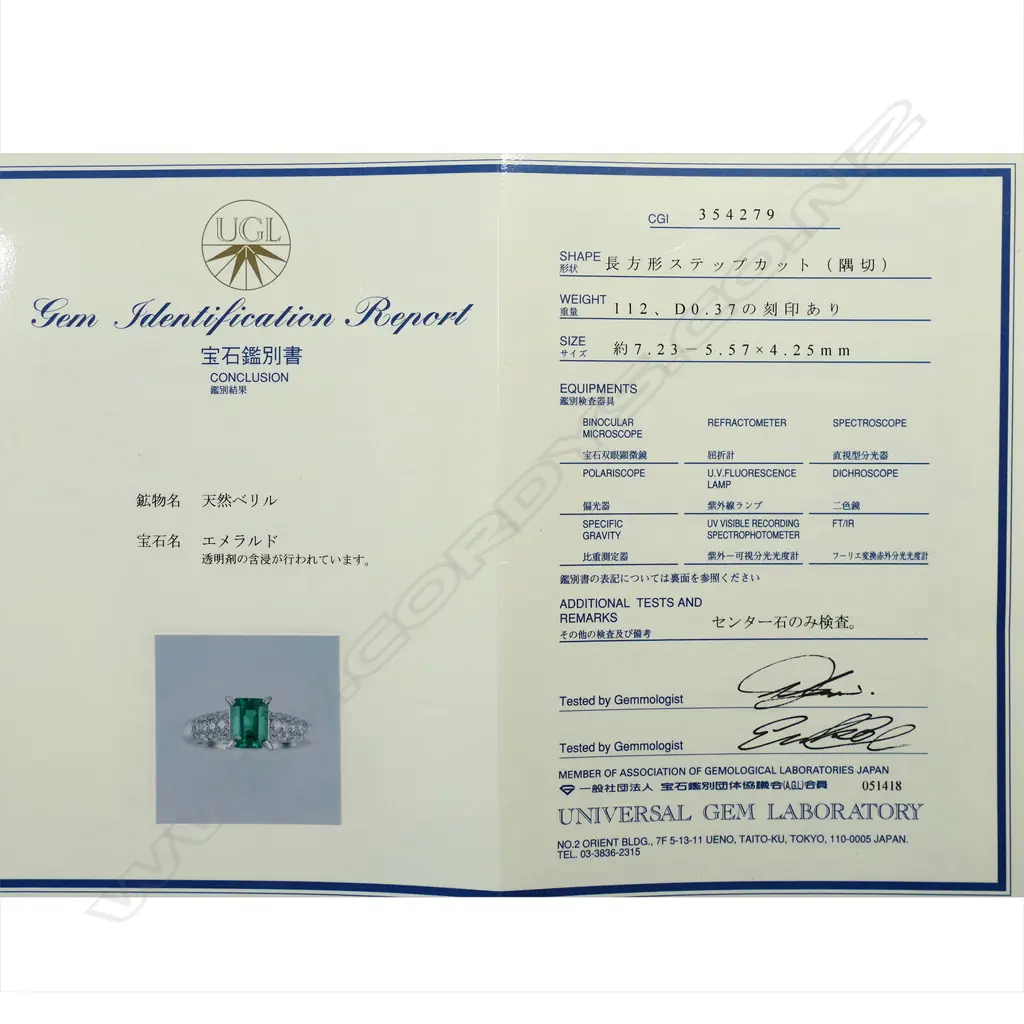 UGL
Gem Identification Report
宝石鑑別書
CONCLUSION
鑑別結果
鉱物名 天然ベリル
宝石名 エメラルド
透明剤の含浸が行われています。
CGI 354279
SHAPE
形状 長方形ステップカット（隅切）
WEIGHT
重量 112、D0.37の刻印あり
SIZE
サイズ 約7.23－5.57×4.25mm
EQUIPMENTS
鑑別検査器具
BINOCULAR MICROSCOPE REFRACTOMETER SPECTROSCOPE
宝石双眼顕微鏡 屈折計 直視型分光器
POLARISCOPE U.V.FLUORESCENCE LAMP DICHROSCOPE
偏光器 紫外線ランプ 二色鏡
SPECIFIC GRAVITY UV VISIBLE RECORDING SPECTROPHOTOMETER FT/IR
比重測定器 紫外－可視分光光度計 フーリエ変換赤外分光光度計
鑑別書の表記については裏面を参照ください
ADDITIONAL TESTS AND
REMARKS センター石のみ検査。
その他の検査及び備考
Tested by Gemmologist
Tested by Gemmologist
MEMBER OF ASSOCIATION OF GEMOLOGICAL LABORATORIES JAPAN
一般社団法人 宝石鑑別団体協議会(A.G.L)会員 051418
UNIVERSAL GEM LABORATORY
NO.2 ORIENT BLDG., 7F 5-13-11 UENO, TAITO-KU, TOKYO, 110-0005 JAPAN.
TEL. 03-3836-2315
WWW.CORDYS.CO.NZ